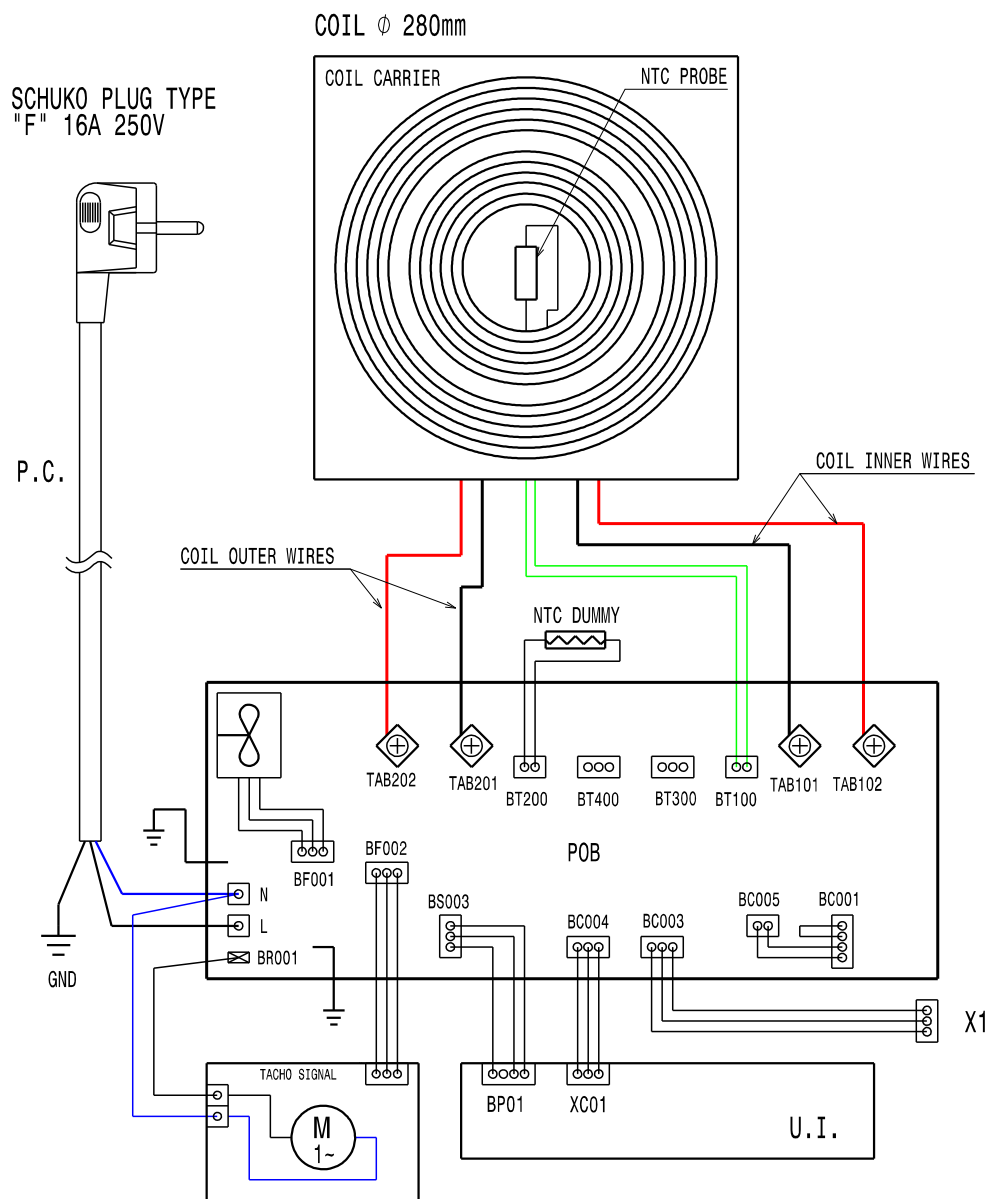 COIL ϕ 280mm
COIL CARRIER
NTC PROBE
SCHUKO PLUG TYPE
"F" 16A 250V
P.C.
COIL INNER WIRES
COIL OUTER WIRES
NTC DUMMY
TAB202
TAB201
BT200
BT400
BT300
BT100
TAB101
TAB102
BF001
BF002
POB
N
L
BR001
BS003
BC004
BC003
BC005
BC001
GND
X1
TACHO SIGNAL
M
1~
BP01
XC01
U.I.